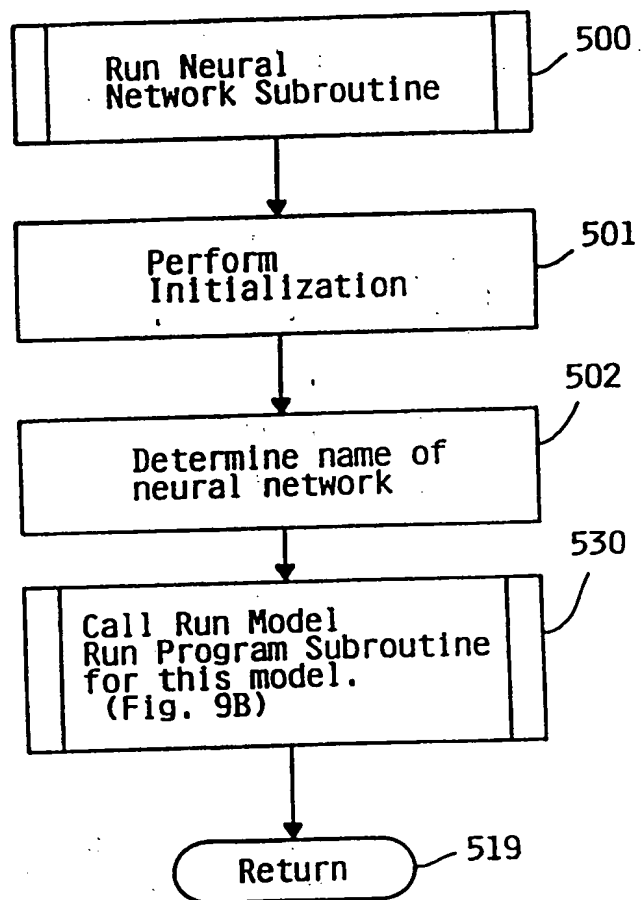 Run Neural
Network Subroutine
500
Perform
Initialization
501
502
Determine name of
neural network
530
Call Run Model
Run Program Subroutine
for this model.
(Fig. 9B)
Return
519